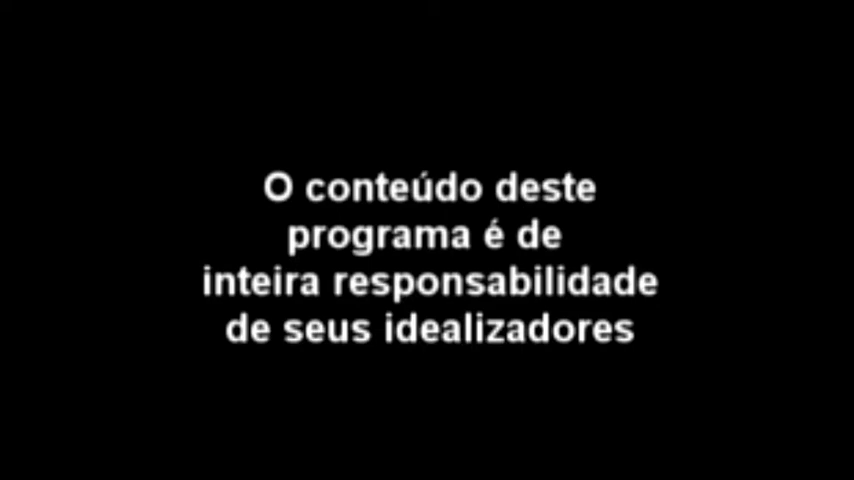 O conteúdo deste
programa é de
inteira responsabilidade
de seus idealizadores